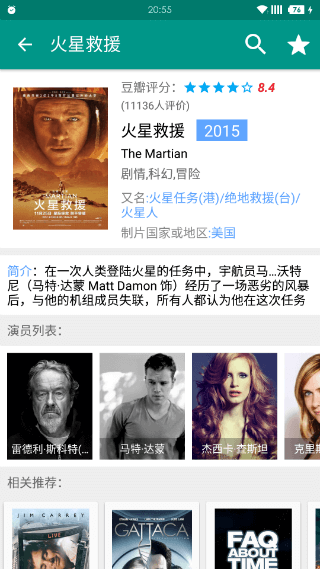 20:55
76
火星救援
豆瓣评分：
8.4
(11136人评价)
火星救援
2015
The Martian
剧情,科幻,冒险
又名:火星任务(港)/绝地救援(台)/
火星人
制片国家或地区:美国
火星救援
简介：在一次人类登陆火星的任务中，宇航员马…沃特
尼（马特·达蒙 Matt Damon 饰）经历了一场恶劣的风暴
后，与他的机组成员失联，所有人都认为他在这次任务
演员列表：
雷德利·斯科特(...
马特·达蒙
杰西卡·查斯坦
克里斯
相关推荐：
JIM CARREY
LIVE
GATTACA
FAQ
ABOUT
TIME